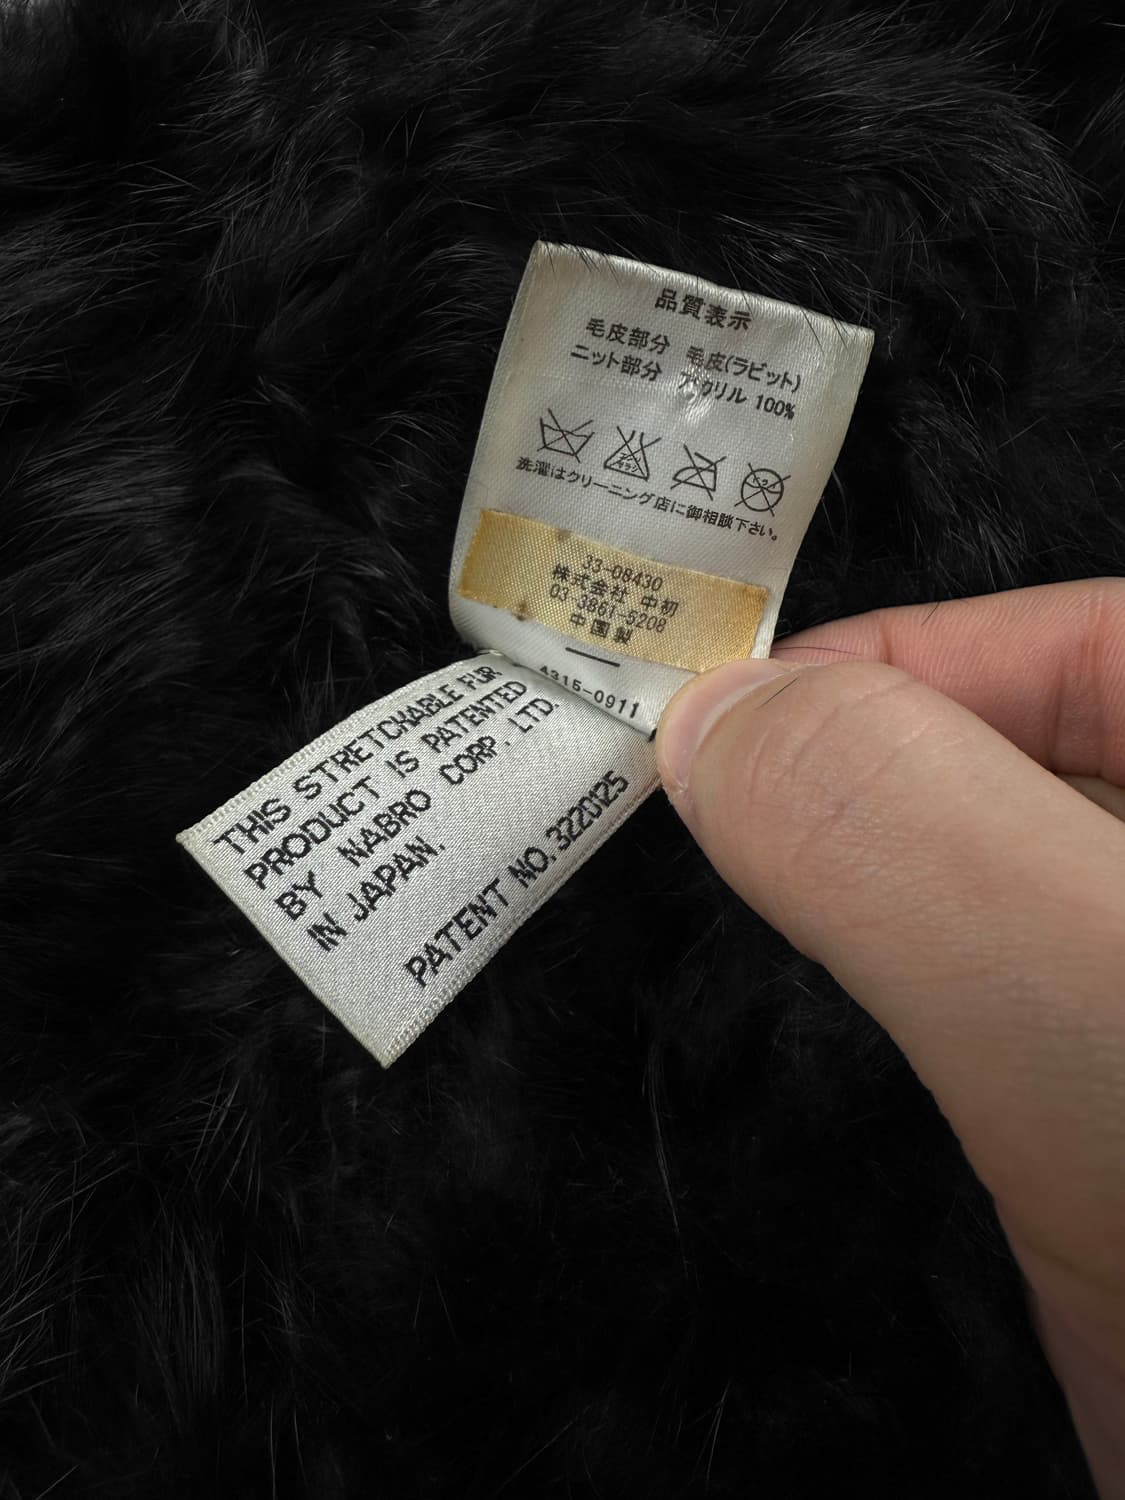 品質表示
毛皮部分 毛皮(ラビット)
ニット部分 アクリル 100%
洗濯はクリーニング店に御相談下さい。
33-08430
株式会社 中初
03 3861-5208
中国製
A315-0911
THIS STRETCHABLE FUR
PRODUCT IS PATENTED
BY NABRO CORP. LTD.
IN JAPAN.
PATENT NO. 3220125